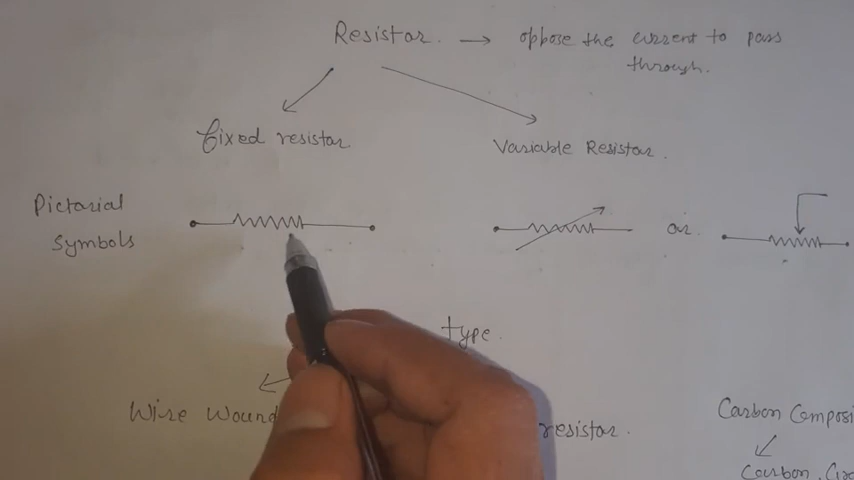 Resistor. → oppose the current to pass
through.
fixed resistor.
Variable Resistor.
Pictorial
Symbols
or
type.
Wire Wound
resistor.
Carbon Composi
Carbon